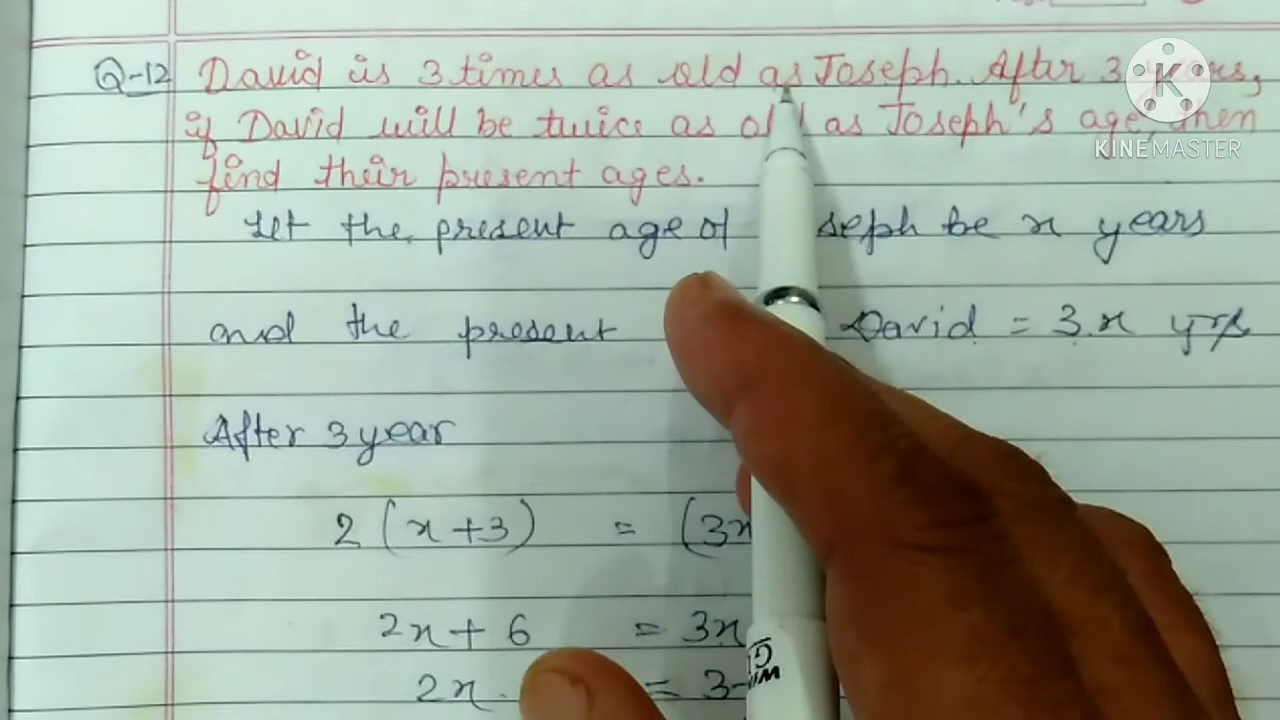 Q-12 David is 3 times as old as Joseph. After 3
if David will be twice as as Joseph's age, then
find their present ages.
Let the present age of be x years
and the present David = 3x yrs
After 3 year
2 (x+3) = (3x
2x + 6 = 3x
2x = 3
K
KINEMASTER